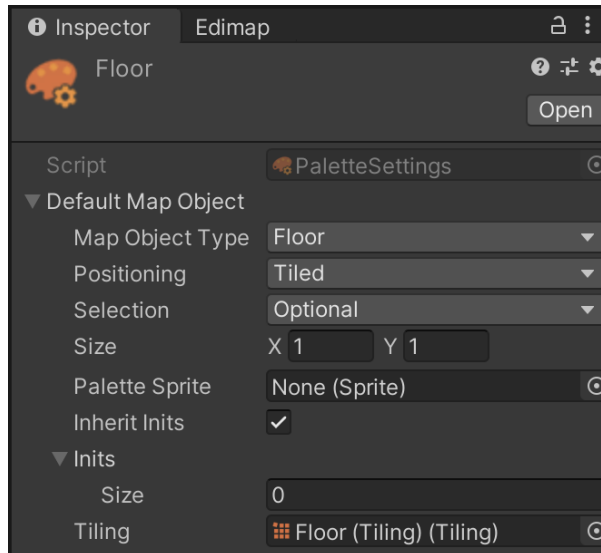 Inspector Edimap
Floor
Open
Script PaletteSettings
Default Map Object
Map Object Type Floor
Positioning Tiled
Selection Optional
Size X 1 Y 1
Palette Sprite None (Sprite)
Inherit Inits
Inits
Size 0
Tiling Floor (Tiling) (Tiling)